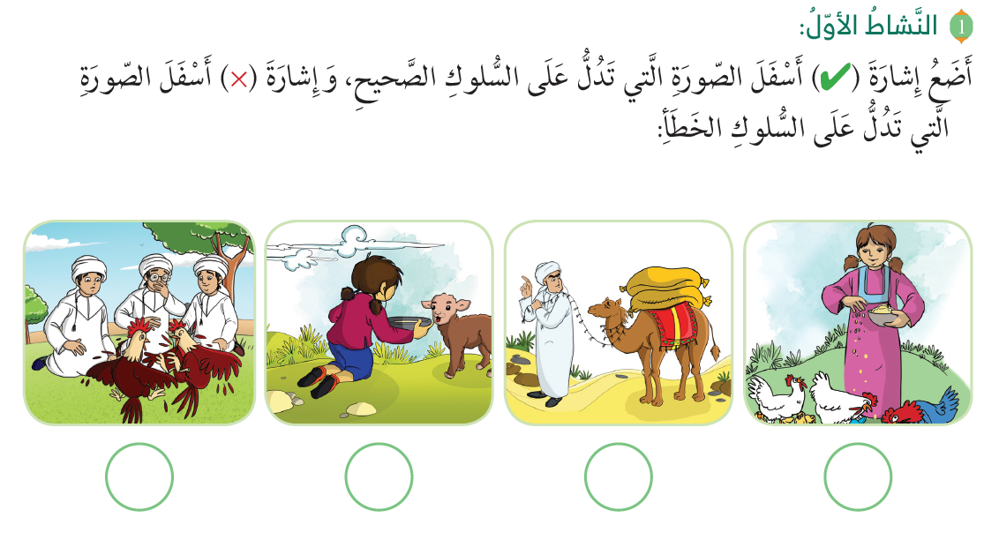 1 النَّشاطُ الأوّلُ:
أَضَعُ إِشارَةَ (✔) أَسْفَلَ الصّورَةِ الَّتي تَدُلُّ عَلَى السُّلوكِ الصَّحيحِ، وَإِشارَةَ (×) أَسْفَلَ الصّورَةِ
الَّتي تَدُلُّ عَلَى السُّلوكِ الخَطَأِ: